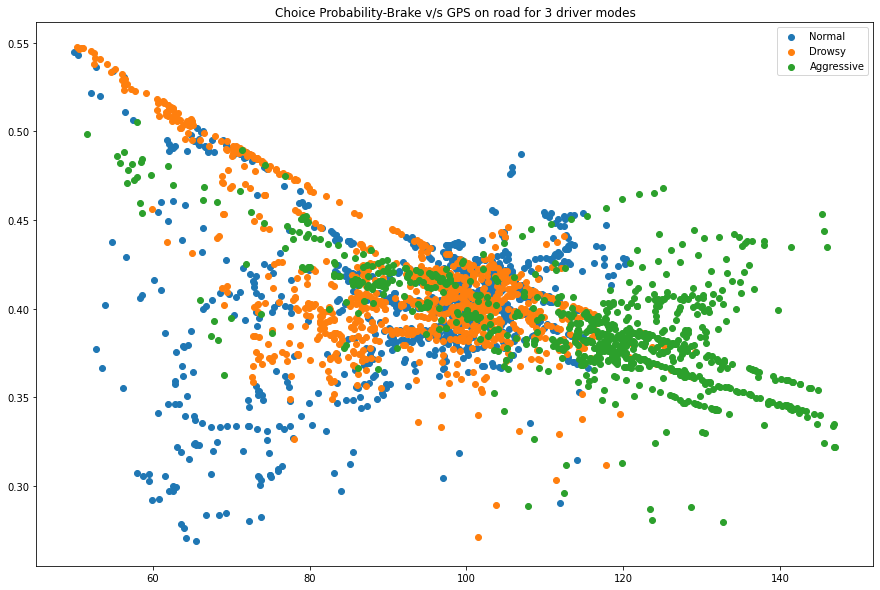 Choice Probability-Brake v/s GPS on road for 3 driver modes
Normal
Drowsy
Aggressive
0.55
0.50
0.45
0.40
0.35
0.30
60 80 100 120 140